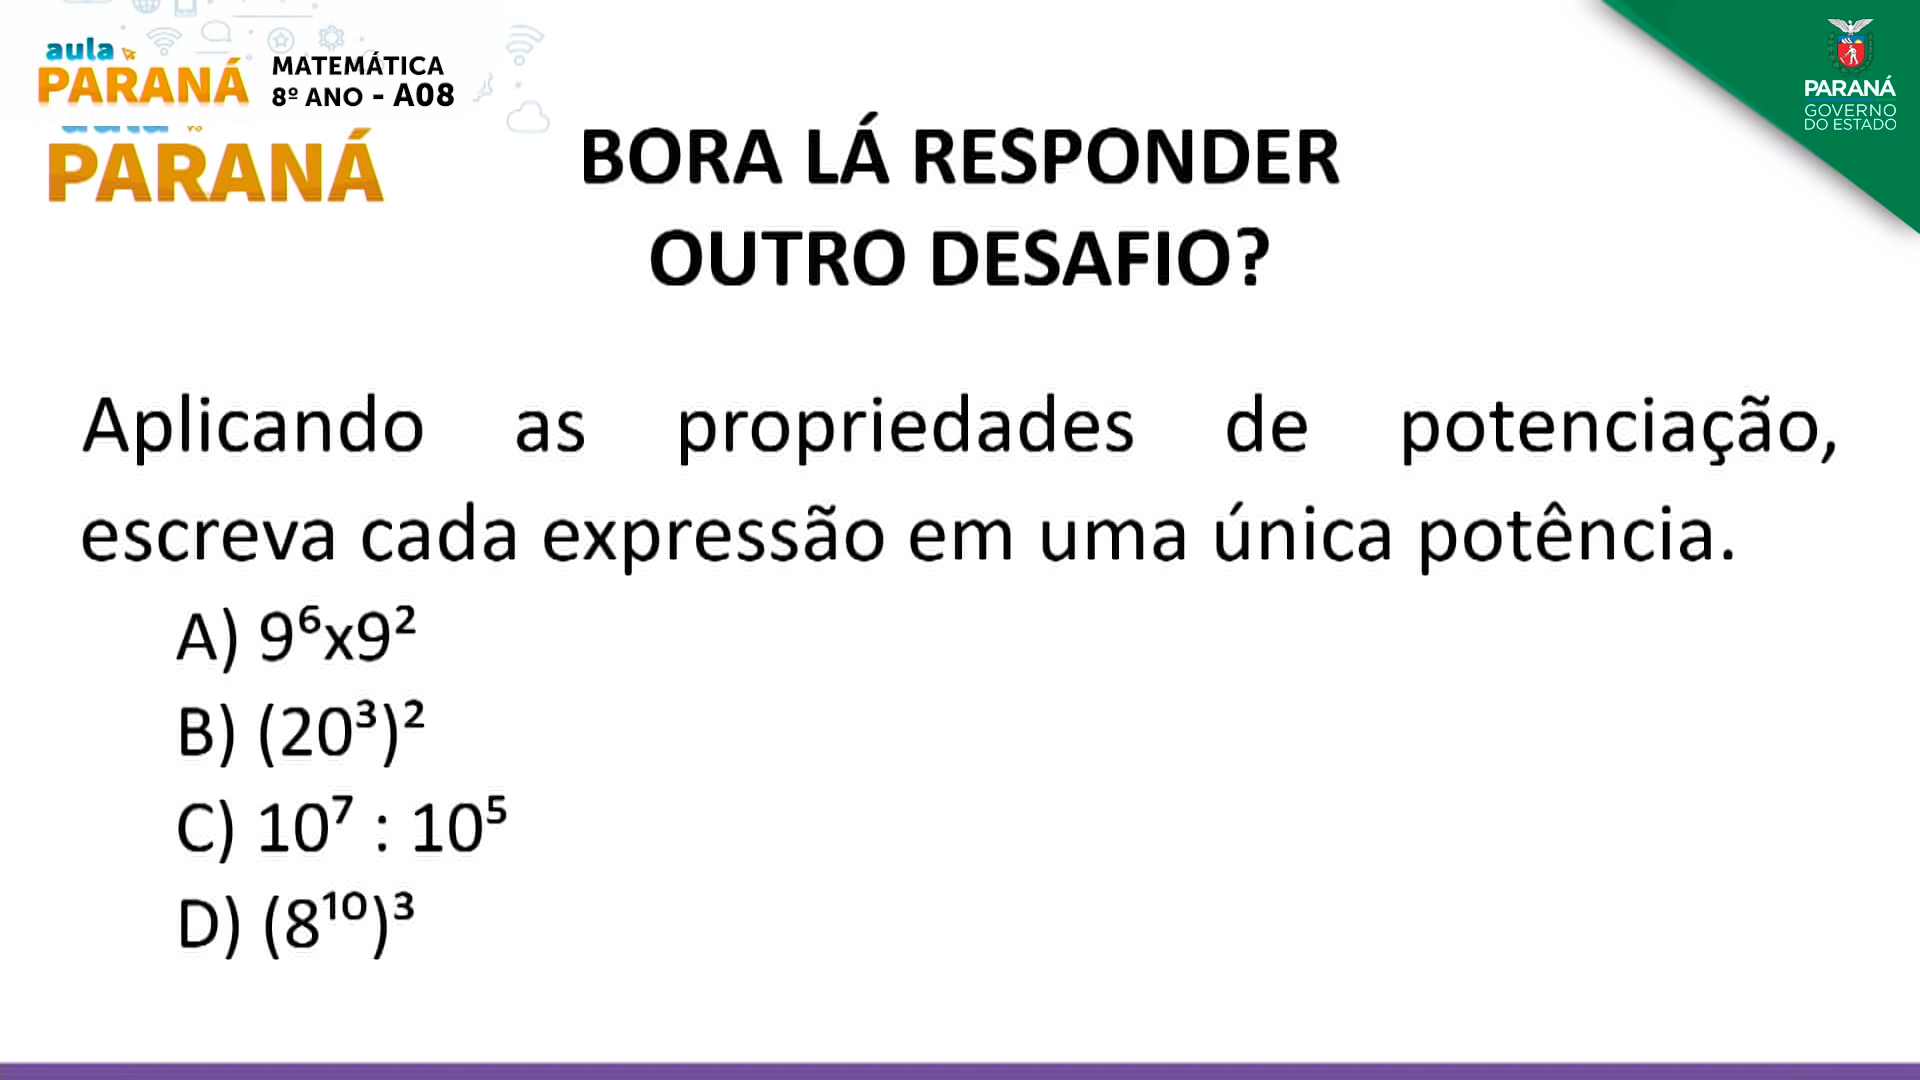 aula
PARANÁ
MATEMÁTICA
8º ANO - A08
PARANÁ
GOVERNO
DO ESTADO
PARANÁ
BORA LÁ RESPONDER
OUTRO DESAFIO?
Aplicando as propriedades de potenciação,
escreva cada expressão em uma única potência.
A) 9⁶x9²
B) (20³)²
C) 10⁷ : 10⁵
D) (8¹⁰)³